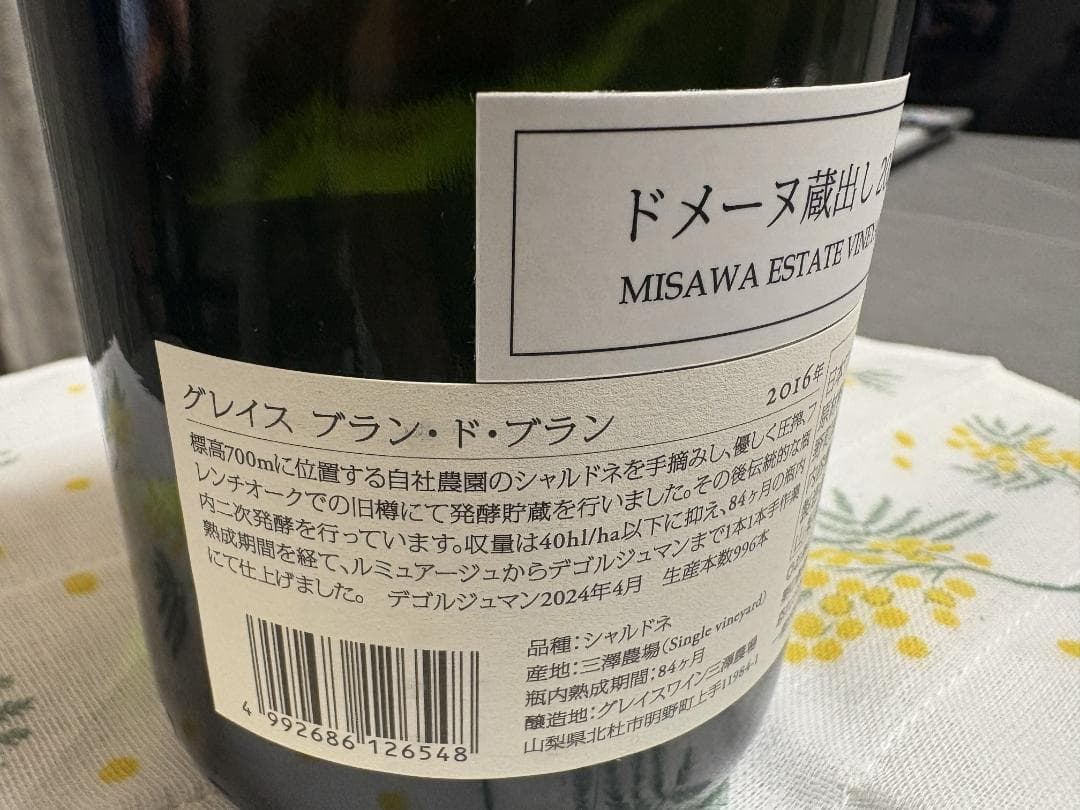 ドメーヌ蔵出し
MISAWA ESTATE
グレイス ブラン・ド・ブラン 2016年
標高700mに位置する自社農園のシャルドネを手摘みし、優しく圧搾、フ
レンチオークでの旧樽にて発酵貯蔵を行いました。その後伝統的な瓶
内二次発酵を行っています。収量は40hl/ha以下に抑え、84ヶ月の瓶内
熟成期間を経て、ルミュアージュからデゴルジュマンまで1本1本手作業
にて仕上げました。 デゴルジュマン2024年4月 生産本数996本
品種：シャルドネ
産地：三澤農場（Single vineyard）
瓶内熟成期間：84ヶ月
醸造地：グレイスワイン三澤農場
山梨県北杜市明野町上手11984-1
4 992686 126548